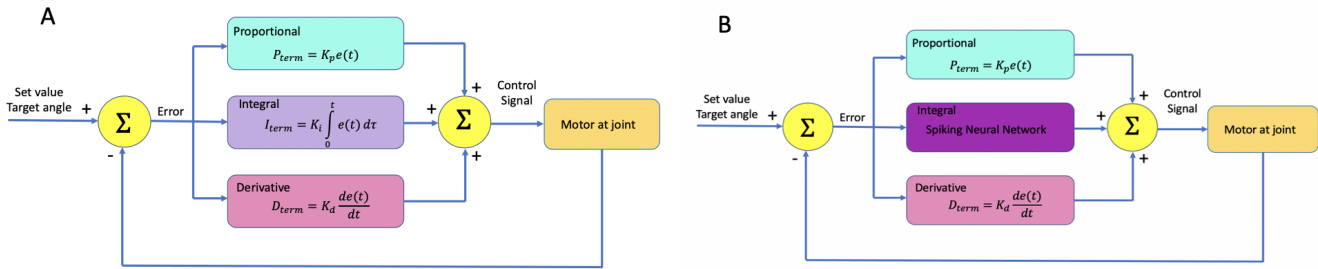 A
Proportional
P_term = K_p e(t)
Set value
Target angle
+
-
Σ
Error
Integral
I_term = K_i ∫_0^t e(t) dτ
Derivative
D_term = K_d de(t)/dt
+
+
+
Σ
Control
Signal
Motor at joint
B
Proportional
P_term = K_p e(t)
Set value
Target angle
+
-
Σ
Error
Integral
Spiking Neural Network
Derivative
D_term = K_d de(t)/dt
+
+
+
Σ
Control
Signal
Motor at joint